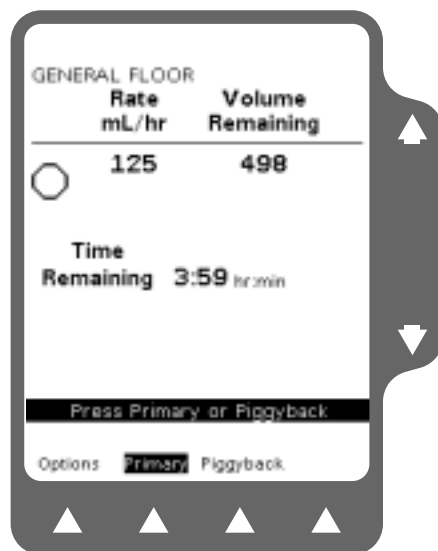 GENERAL FLOOR
Rate Volume
mL/hr Remaining
125 498
Time
Remaining 3:59 hr:min
Press Primary or Piggyback
Options Primary Piggyback